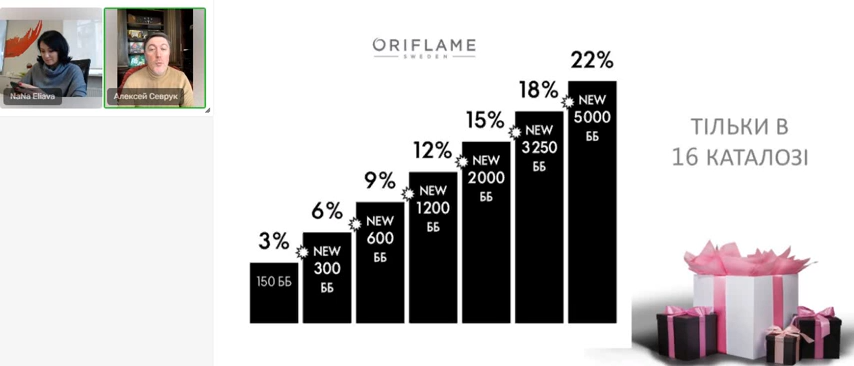 NaNa Eliava
Алексей Севрук
ORIFLAME
SWEDEN
3%
150 ББ
6%
NEW
300
ББ
9%
NEW
600
ББ
12%
NEW
1200
ББ
15%
NEW
2000
ББ
18%
NEW
3250
ББ
22%
NEW
5000
ББ
ТІЛЬКИ В
16 КАТАЛОЗІ